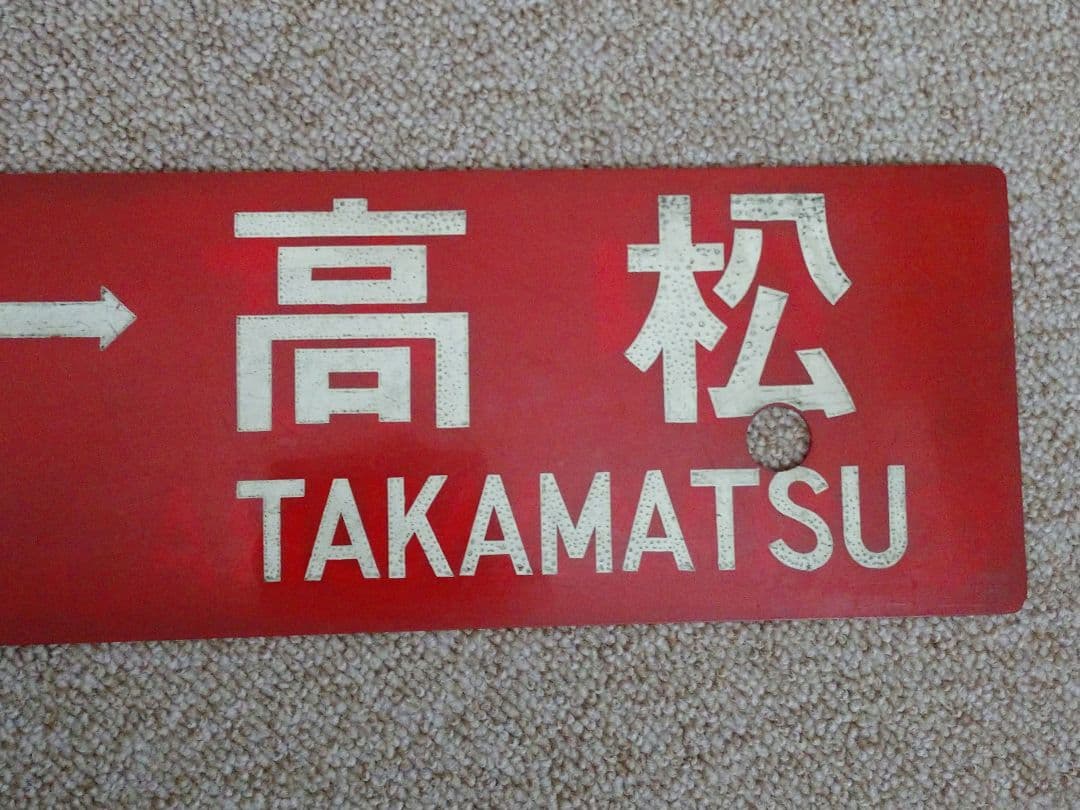 → 高松
TAKAMATSU